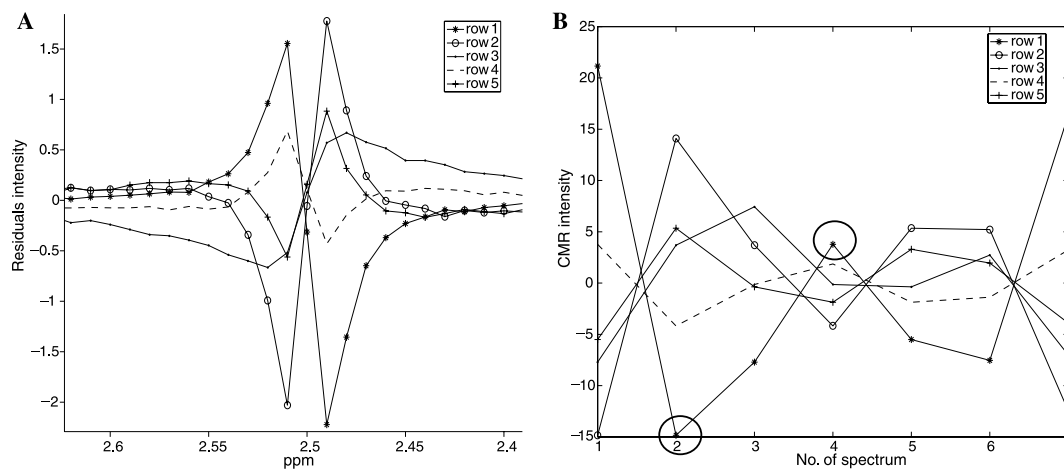 A
Residuals intensity
1.5
1
0.5
0
−0.5
−1
−1.5
−2
2.6
2.55
2.5
2.45
2.4
ppm
row 1
row 2
row 3
row 4
row 5
B
CMR intensity
25
20
15
10
5
0
−5
−10
−15
1
2
3
4
5
6
No. of spectrum
row 1
row 2
row 3
row 4
row 5